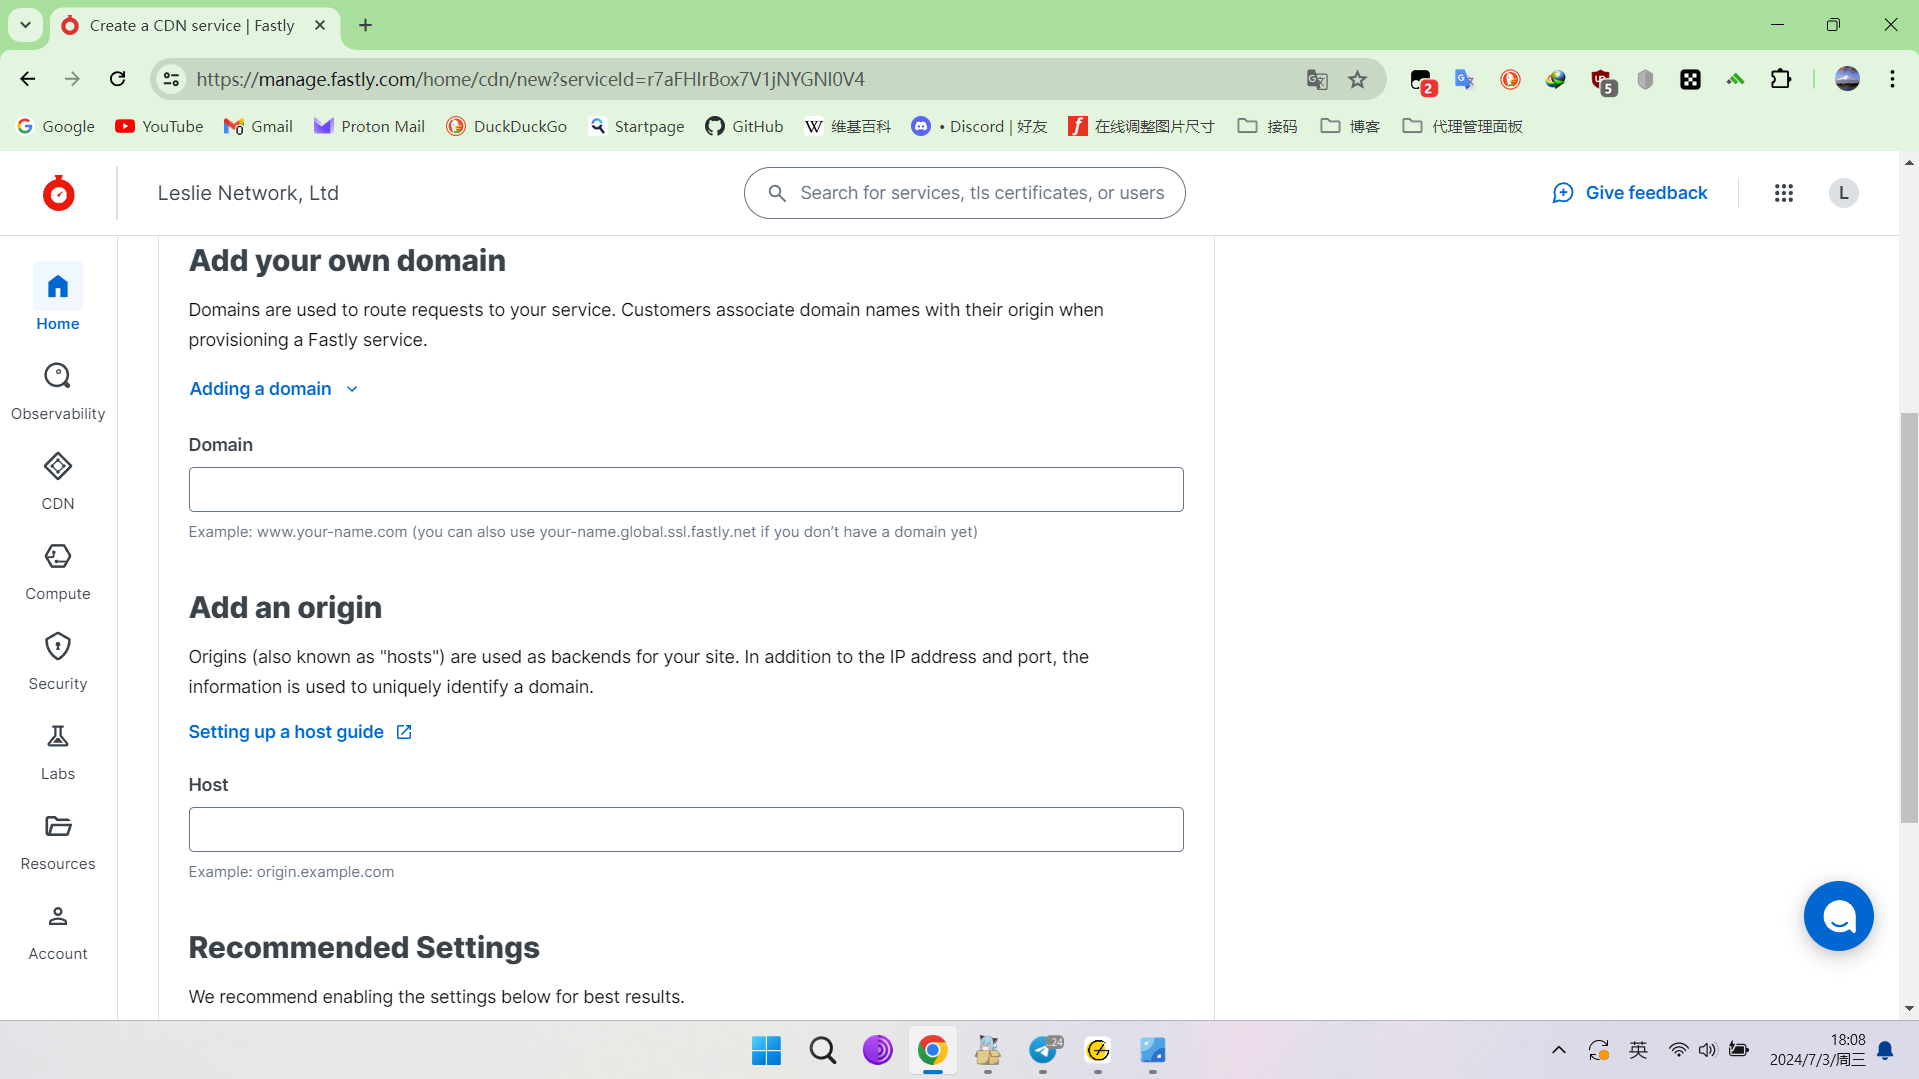 Create a CDN service | Fastly
https://manage.fastly.com/home/cdn/new?serviceId=r7aFHIrBox7V1jNYGNI0V4
2
5
Google
YouTube
Gmail
Proton Mail
DuckDuckGo
Startpage
GitHub
W 维基百科
• Discord | 好友
在线调整图片尺寸
接码
博客
代理管理面板
Leslie Network, Ltd
Search for services, tls certificates, or users
Give feedback
L
Home
Observability
CDN
Compute
Security
Labs
Resources
Account
Add your own domain
Domains are used to route requests to your service. Customers associate domain names with their origin when
provisioning a Fastly service.
Adding a domain
Domain
Example: www.your-name.com (you can also use your-name.global.ssl.fastly.net if you don’t have a domain yet)
Add an origin
Origins (also known as "hosts") are used as backends for your site. In addition to the IP address and port, the
information is used to uniquely identify a domain.
Setting up a host guide
Host
Example: origin.example.com
Recommended Settings
We recommend enabling the settings below for best results.
..24
英
18:08
2024/7/3/周三